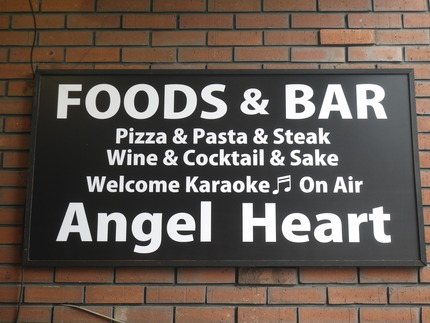 FOODS & BAR
Pizza & Pasta & Steak
Wine & Cocktail & Sake
Welcome Karaoke♬ On Air
Angel Heart